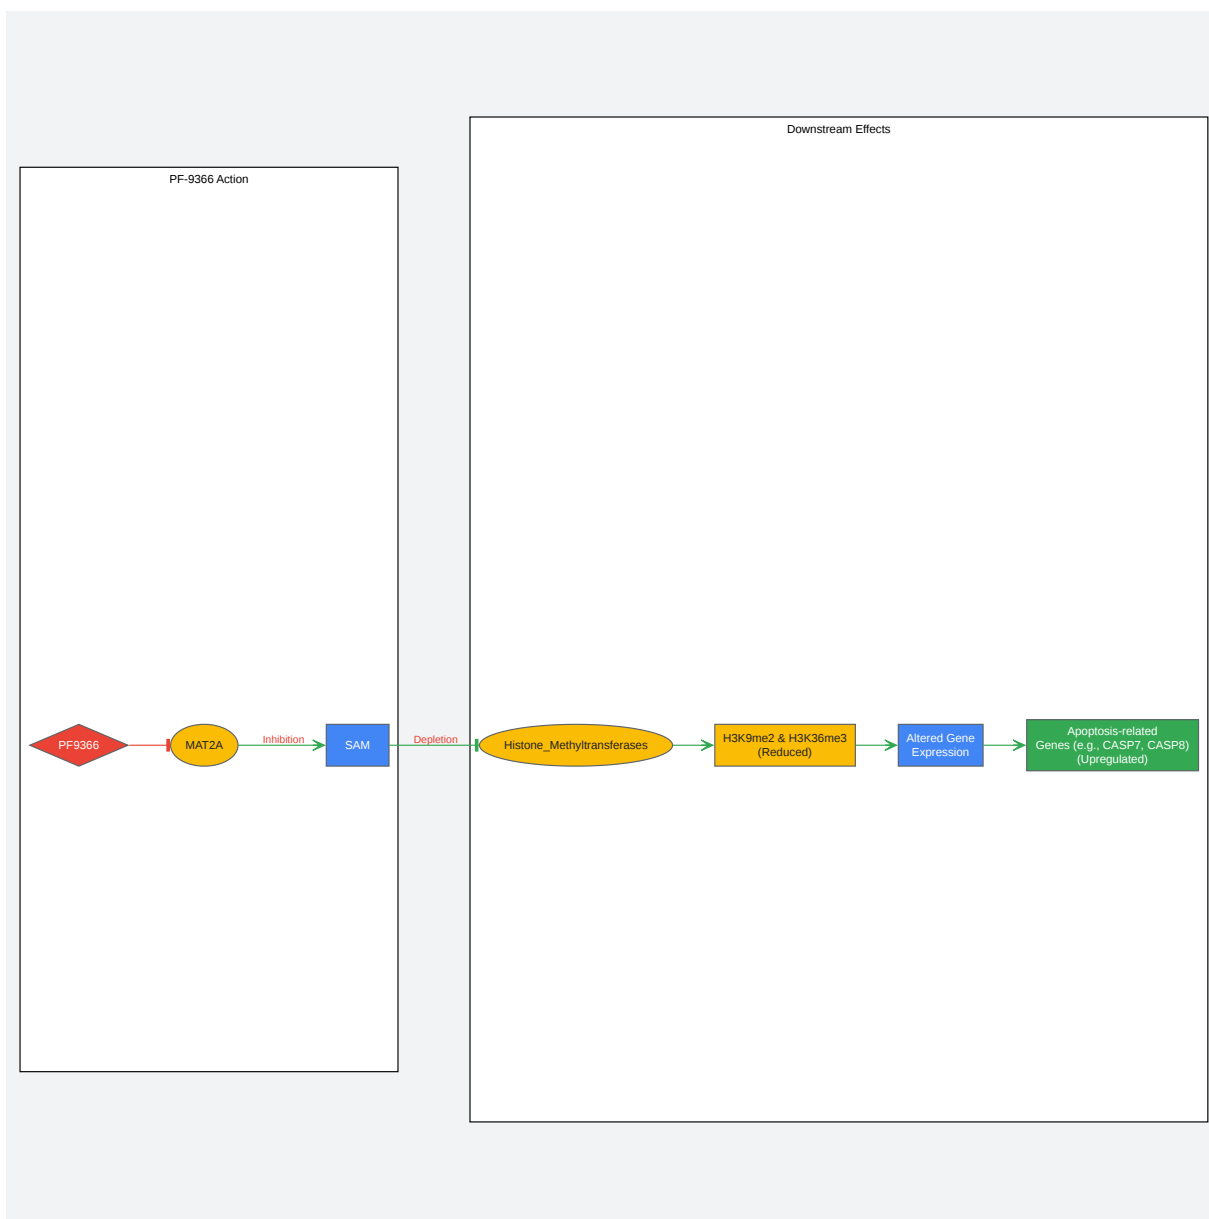 Downstream Effects
PF-9366 Action
PF9366
MAT2A
Inhibition
SAM
Depletion
Histone_Methyltransferases
H3K9me2 & H3K36me3
(Reduced)
Altered Gene
Expression
Apoptosis-related
Genes (e.g., CASP7, CASP8)
(Upregulated)